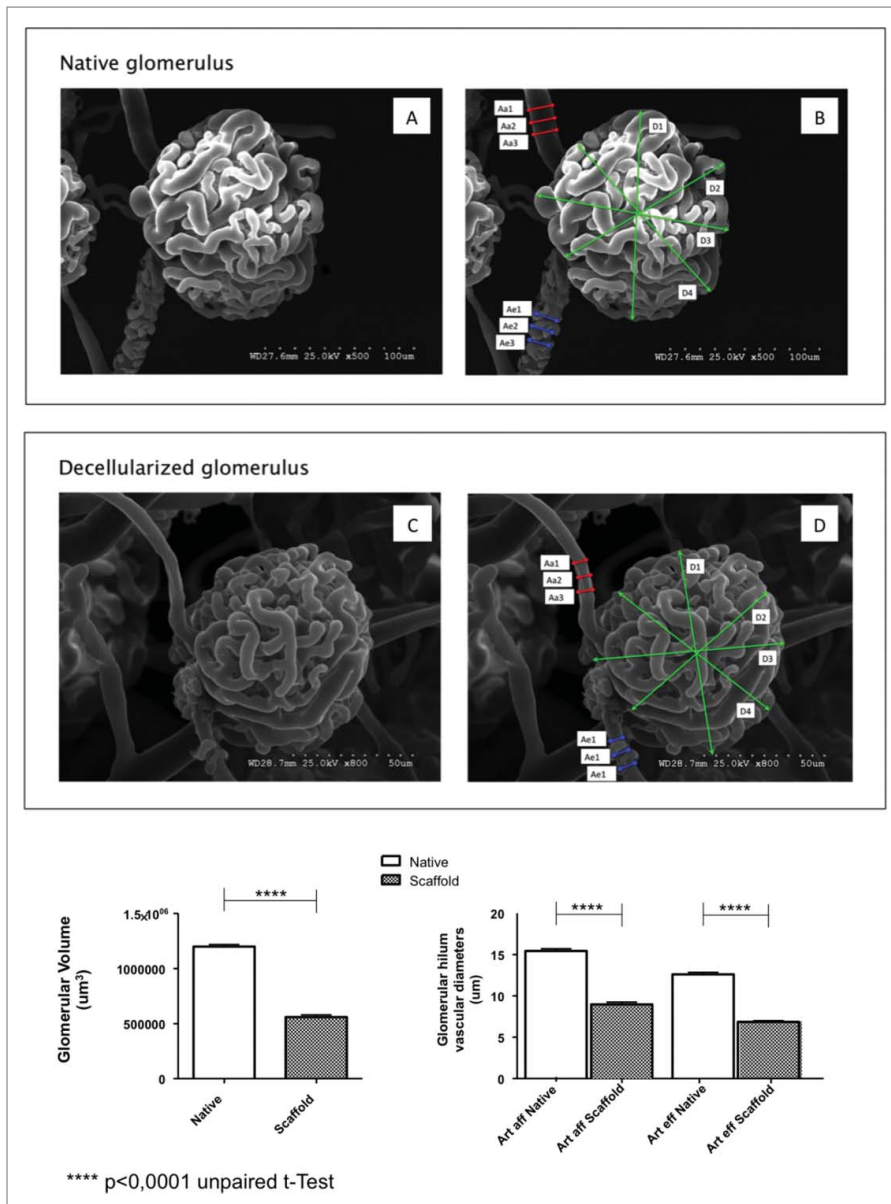 Native glomerulus
A
WD27.6mm 25.0kV x500 100um
B
Aa1
Aa2
Aa3
D1
D2
D3
D4
Ae1
Ae2
Ae3
WD27.6mm 25.0kV x500 100um
Decellularized glomerulus
C
WD28.7mm 25.0kV x800 50um
D
Aa1
Aa2
Aa3
D1
D2
D3
D4
Ae1
Ae1
Ae1
WD28.7mm 25.0kV x800 50um
Native
Scaffold
****
Glomerular Volume
(um³)
1.5×10⁰⁶
1000000
500000
0
Native
Scaffold
**** ****
Glomerular hilum
vascular diameters
(um)
20
15
10
5
0
Art aff Native
Art aff Scaffold
Art eff Native
Art eff Scaffold
**** p<0,0001 unpaired t-Test